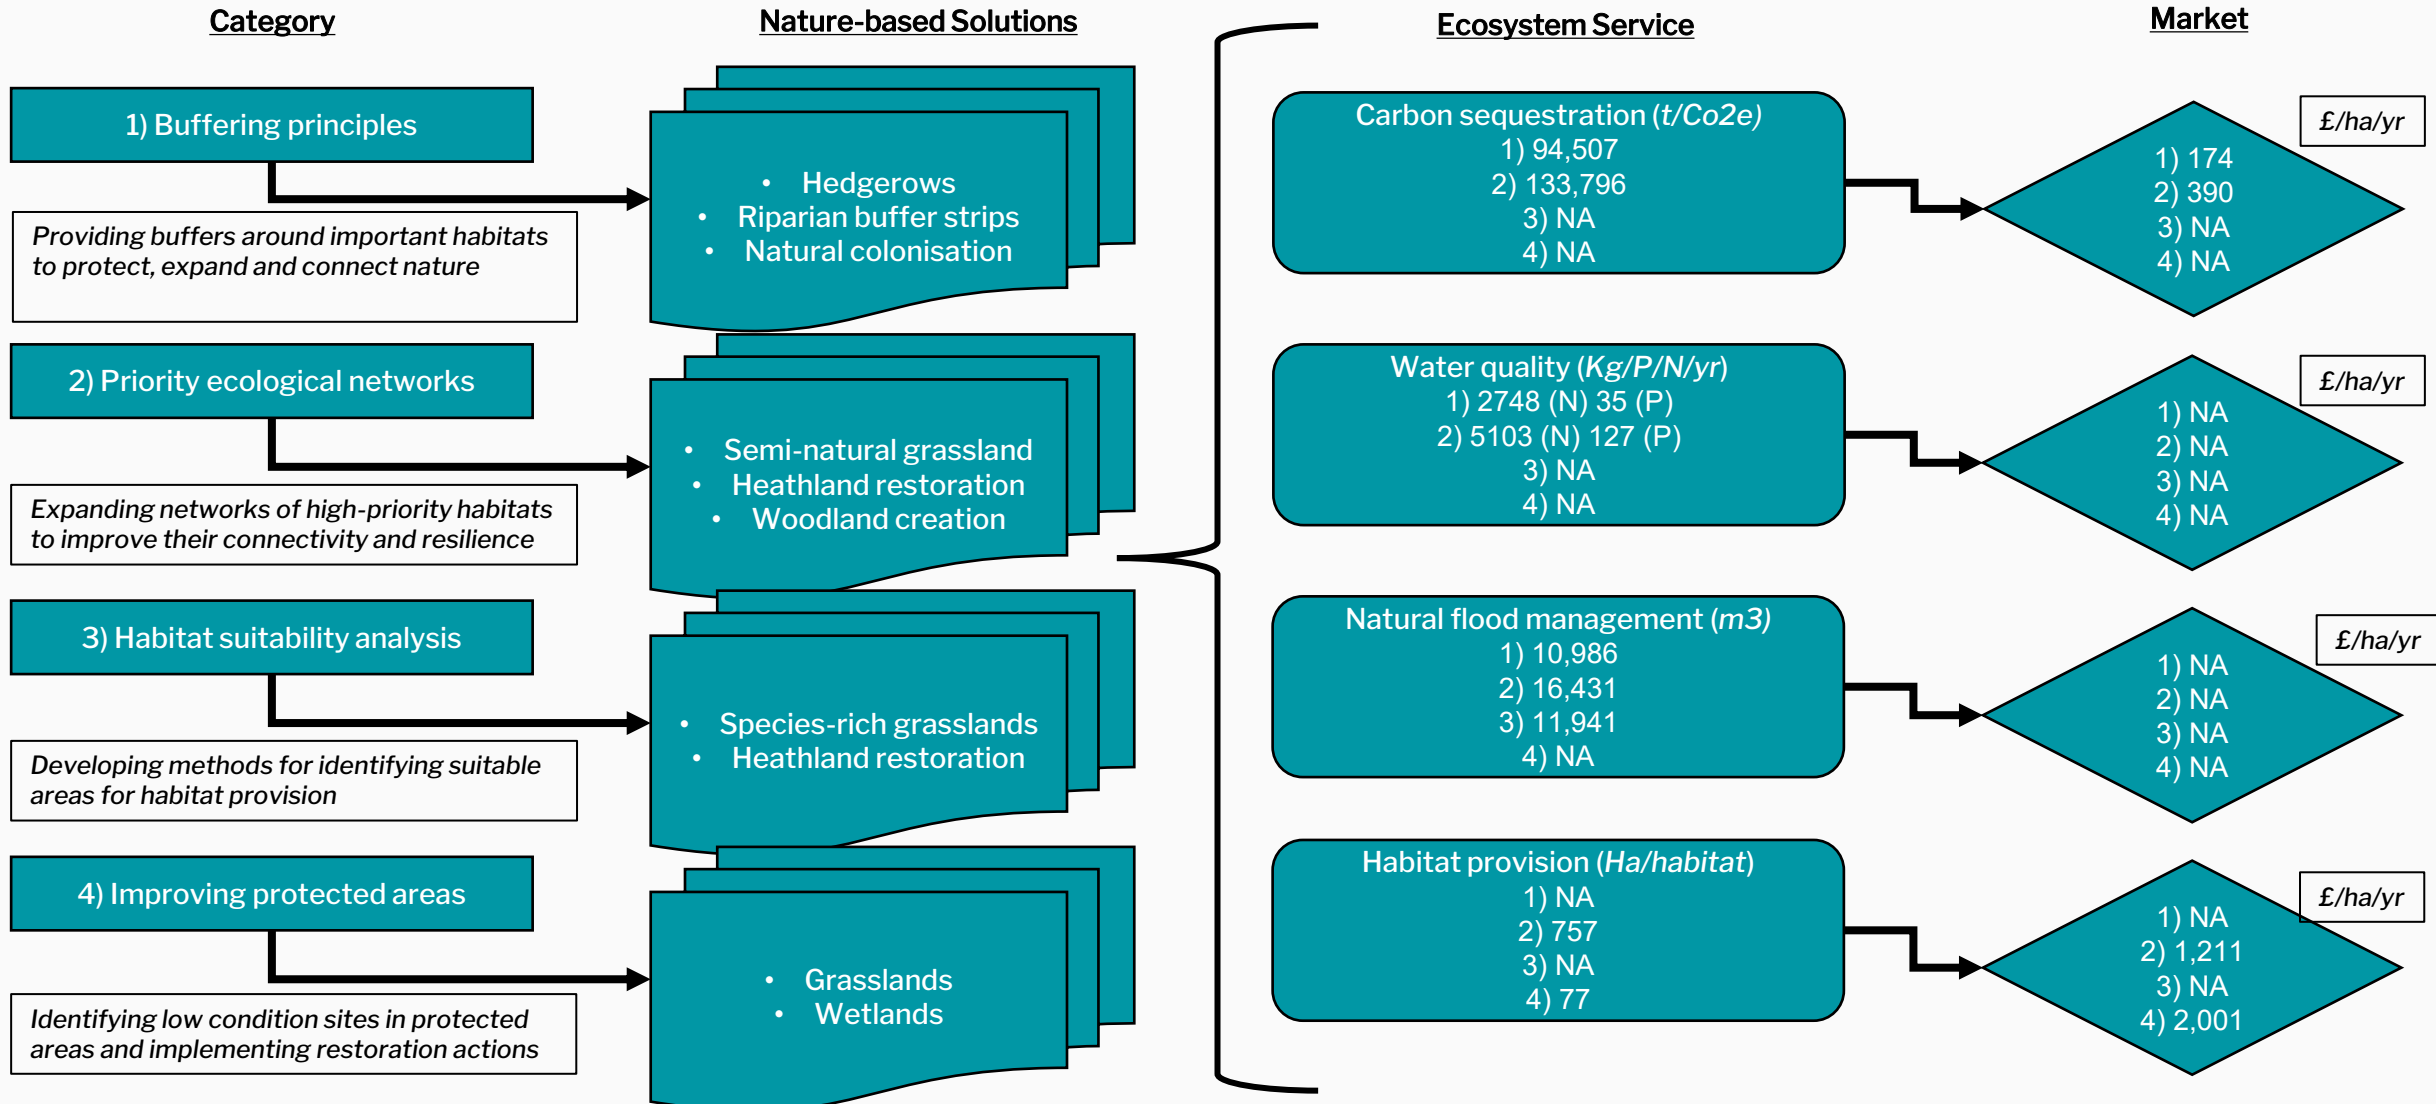 Category
Nature-based Solutions
Ecosystem Service
Market
1) Buffering principles
Providing buffers around important habitats
to protect, expand and connect nature
• Hedgerows
• Riparian buffer strips
• Natural colonisation
Carbon sequestration (t/Co2e)
1) 94,507
2) 133,796
3) NA
4) NA
£/ha/yr
1) 174
2) 390
3) NA
4) NA
2) Priority ecological networks
Expanding networks of high-priority habitats
to improve their connectivity and resilience
• Semi-natural grassland
• Heathland restoration
• Woodland creation
Water quality (Kg/P/N/yr)
1) 2748 (N) 35 (P)
2) 5103 (N) 127 (P)
3) NA
4) NA
£/ha/yr
1) NA
2) NA
3) NA
4) NA
3) Habitat suitability analysis
Developing methods for identifying suitable
areas for habitat provision
• Species-rich grasslands
• Heathland restoration
Natural flood management (m3)
1) 10,986
2) 16,431
3) 11,941
4) NA
£/ha/yr
1) NA
2) NA
3) NA
4) NA
4) Improving protected areas
Identifying low condition sites in protected
areas and implementing restoration actions
• Grasslands
• Wetlands
Habitat provision (Ha/habitat)
1) NA
2) 757
3) NA
4) 77
£/ha/yr
1) NA
2) 1,211
3) NA
4) 2,001